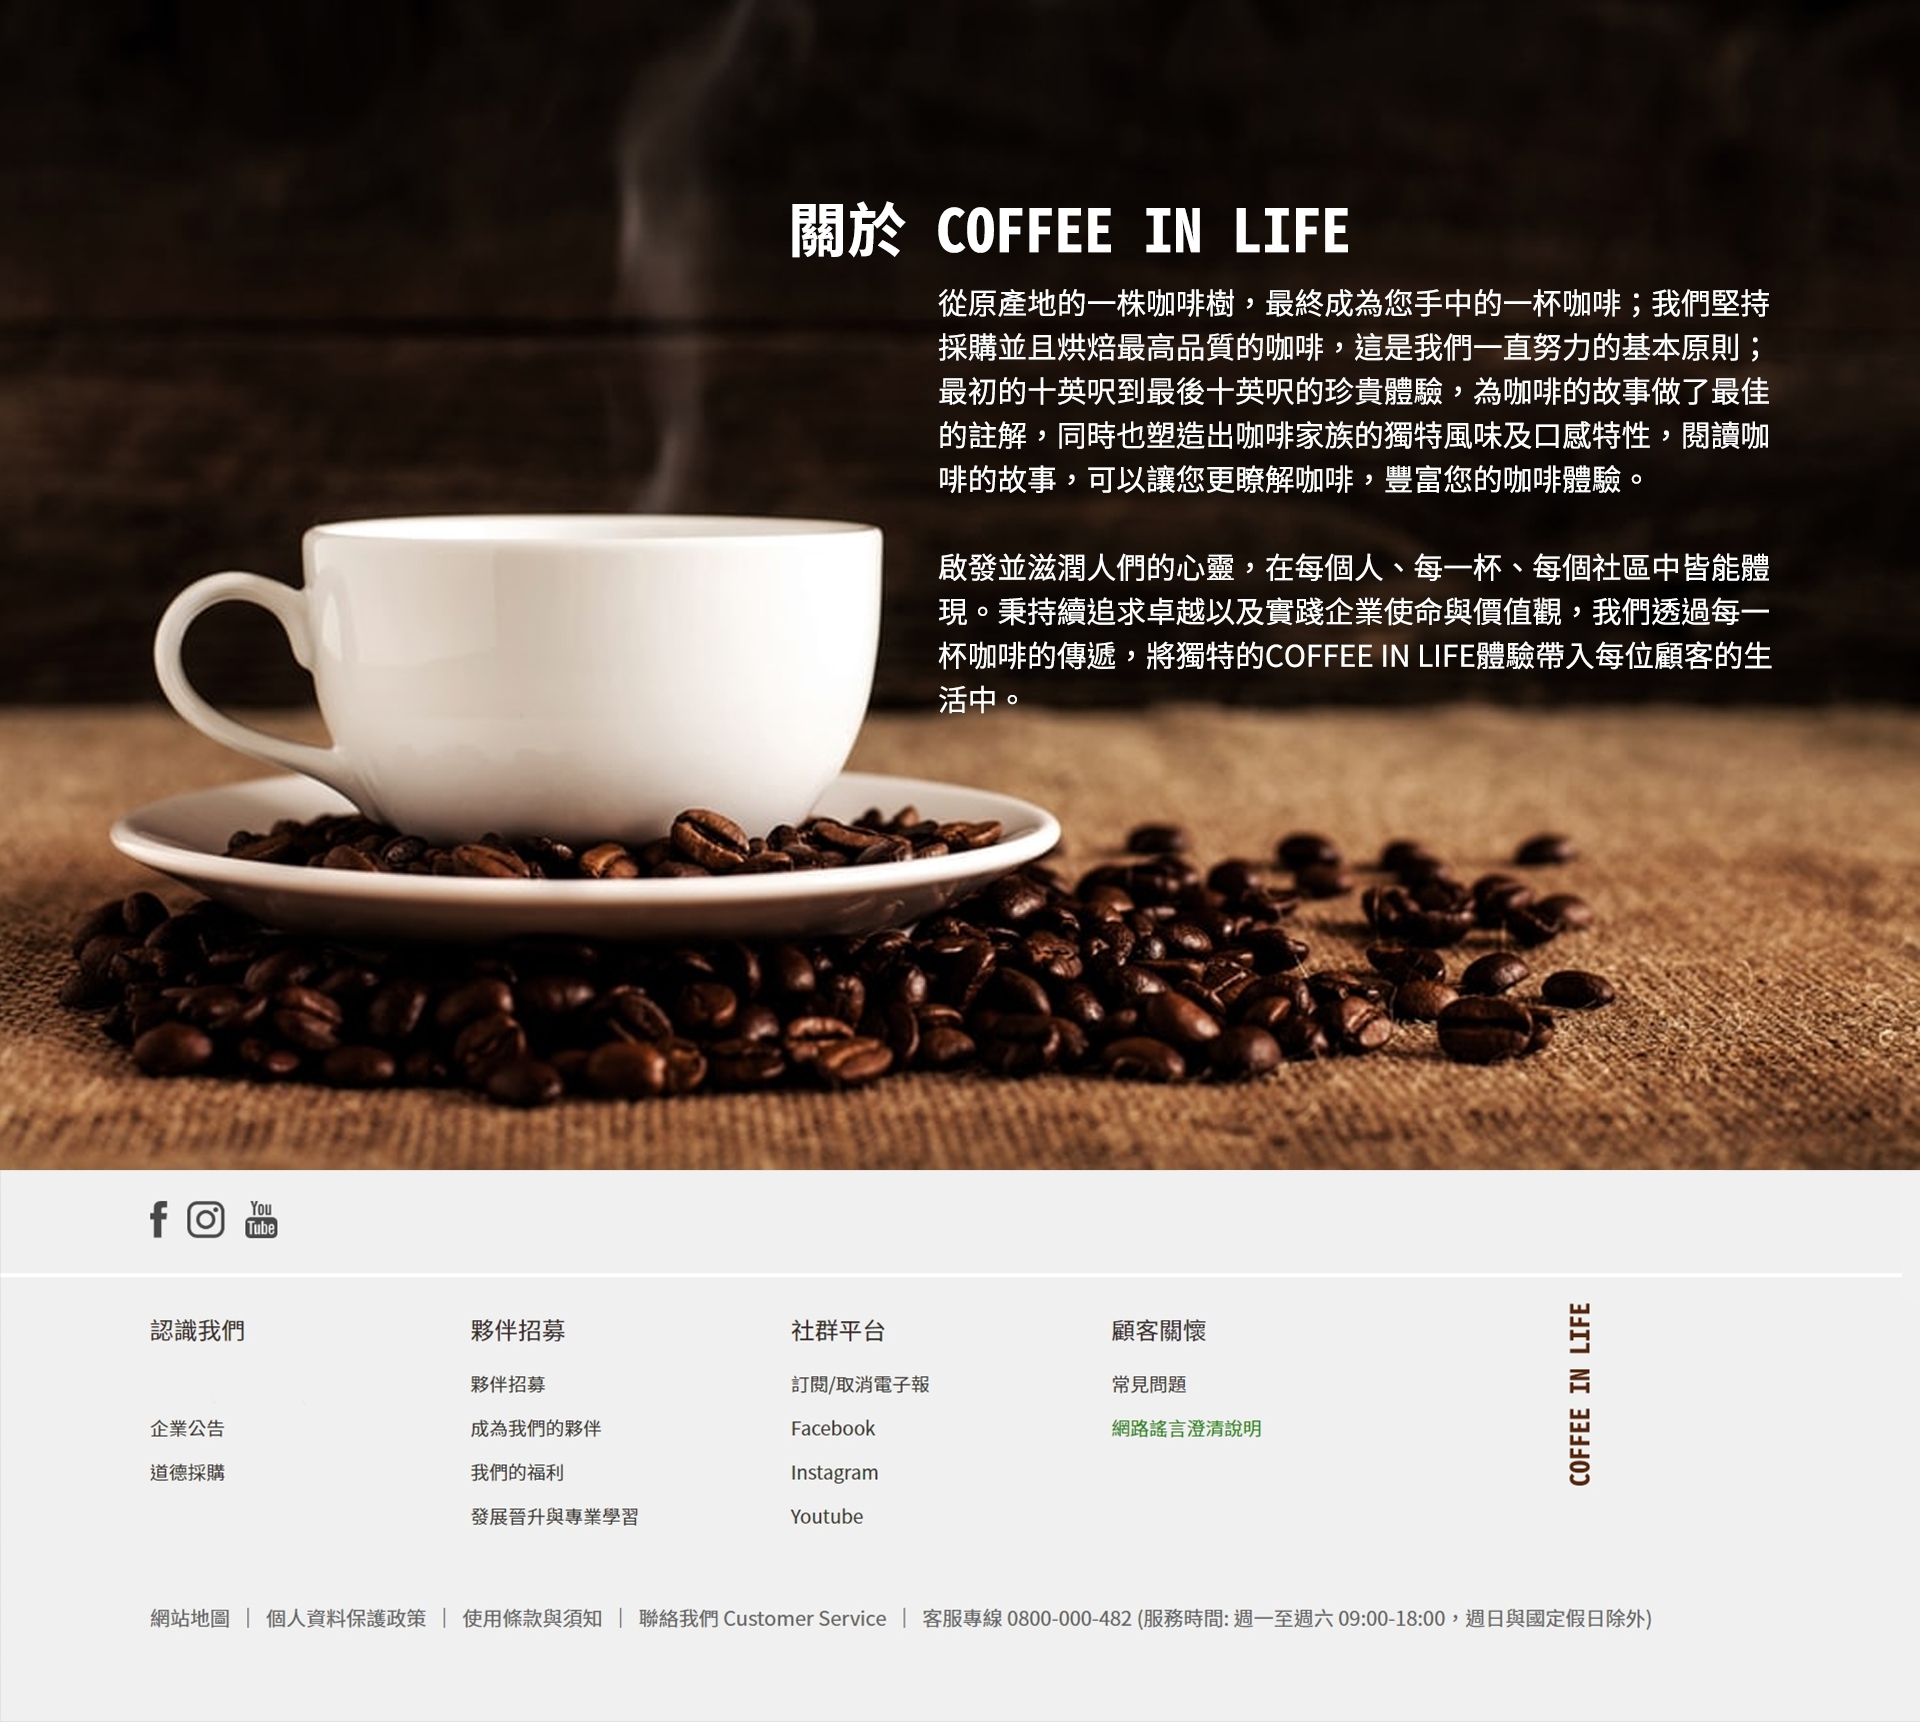 關於 COFFEE IN LIFE
從原產地的一株咖啡樹，最終成為您手中的一杯咖啡；我們堅持
採購並且烘焙最高品質的咖啡，這是我們一直努力的基本原則；
最初的十英呎到最後十英呎的珍貴體驗，為咖啡的故事做了最佳
的註解，同時也塑造出咖啡家族的獨特風味及口感特性，閱讀咖
啡的故事，可以讓您更瞭解咖啡，豐富您的咖啡體驗。
啟發並滋潤人們的心靈，在每個人、每一杯、每個社區中皆能體
現。秉持續追求卓越以及實踐企業使命與價值觀，我們透過每一
杯咖啡的傳遞，將獨特的COFFEE IN LIFE體驗帶入每位顧客的生
活中。
You
Tube
認識我們
企業公告
道德採購
夥伴招募
夥伴招募
成為我們的夥伴
我們的福利
發展晉升與專業學習
社群平台
訂閱/取消電子報
Facebook
Instagram
Youtube
顧客關懷
常見問題
網路謠言澄清說明
COFFEE IN LIFE
網站地圖 | 個人資料保護政策 | 使用條款與須知 | 聯絡我們 Customer Service | 客服專線 0800-000-482 (服務時間: 週一至週六 09:00-18:00，週日與國定假日除外)